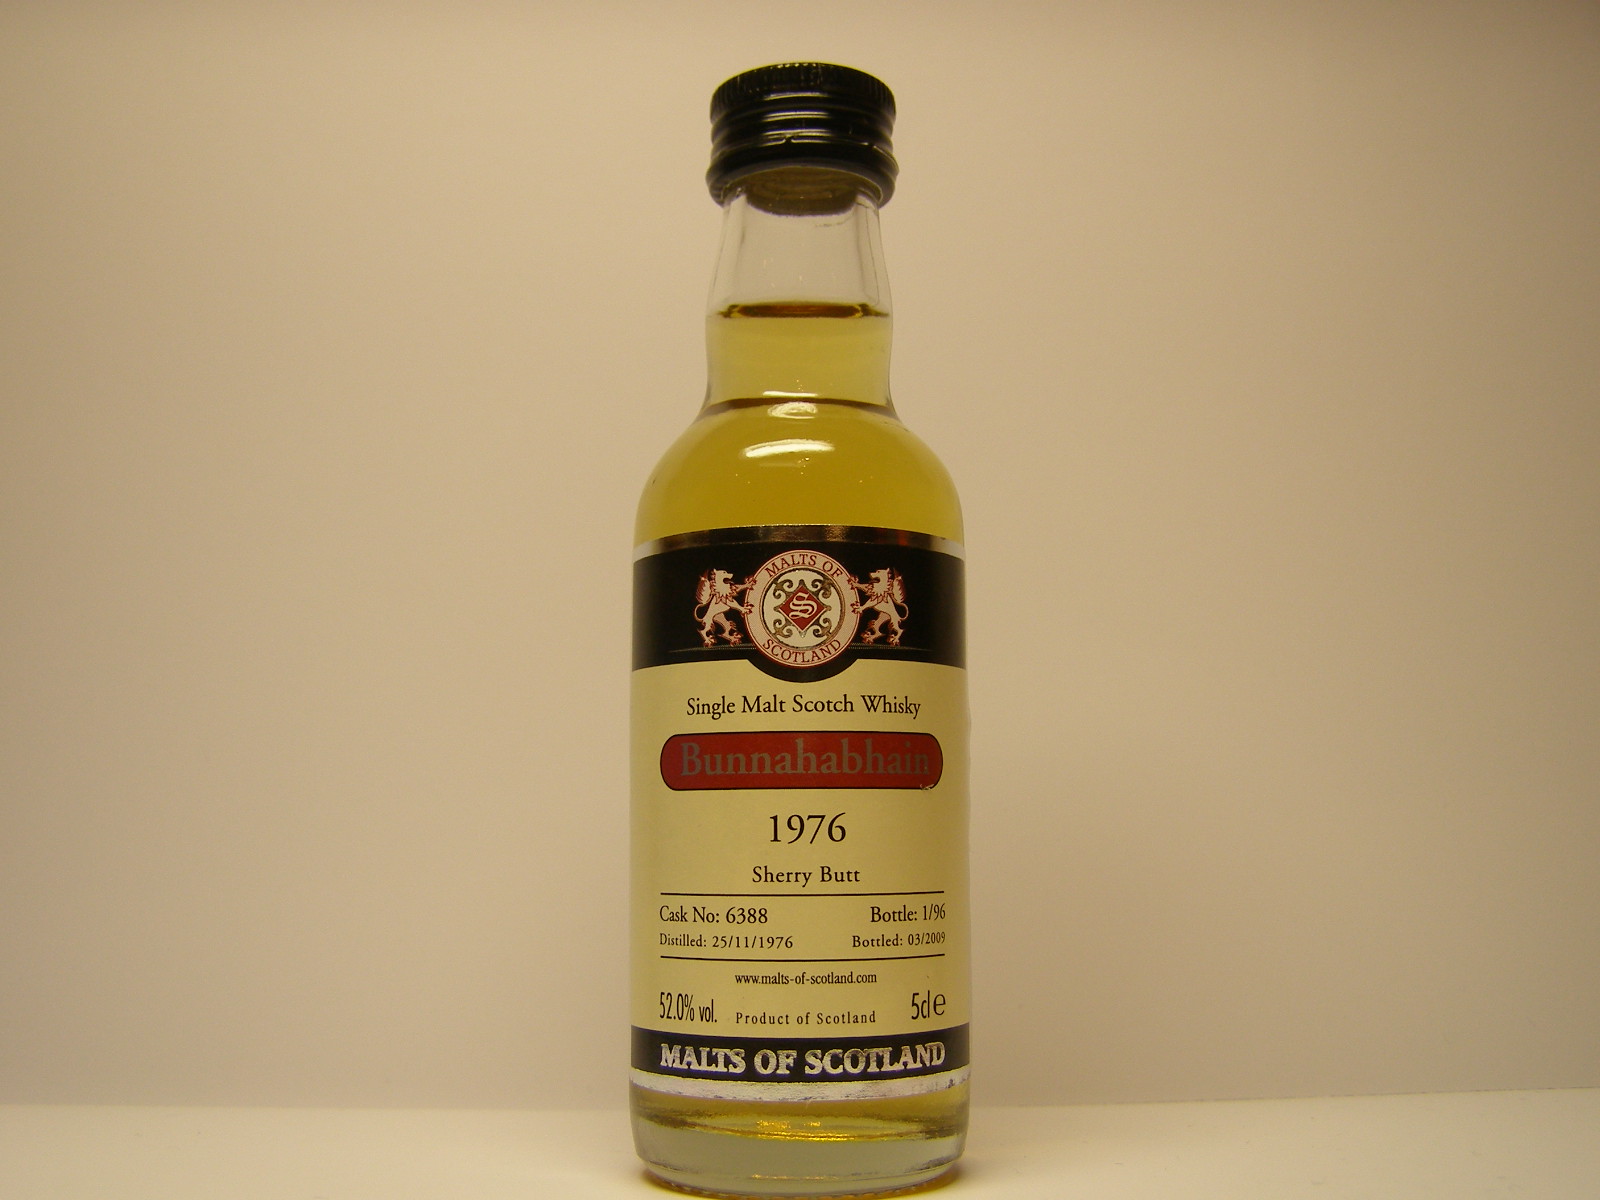 MALTS OF
S
SCOTLAND
Single Malt Scotch Whisky
Bunnahabhain
1976
Sherry Butt
Cask No: 6388 Bottle: 1/96
Distilled: 25/11/1976 Bottled: 03/2009
www.malts-of-scotland.com
52.0% vol. Product of Scotland 5cl e
MALTS OF SCOTLAND